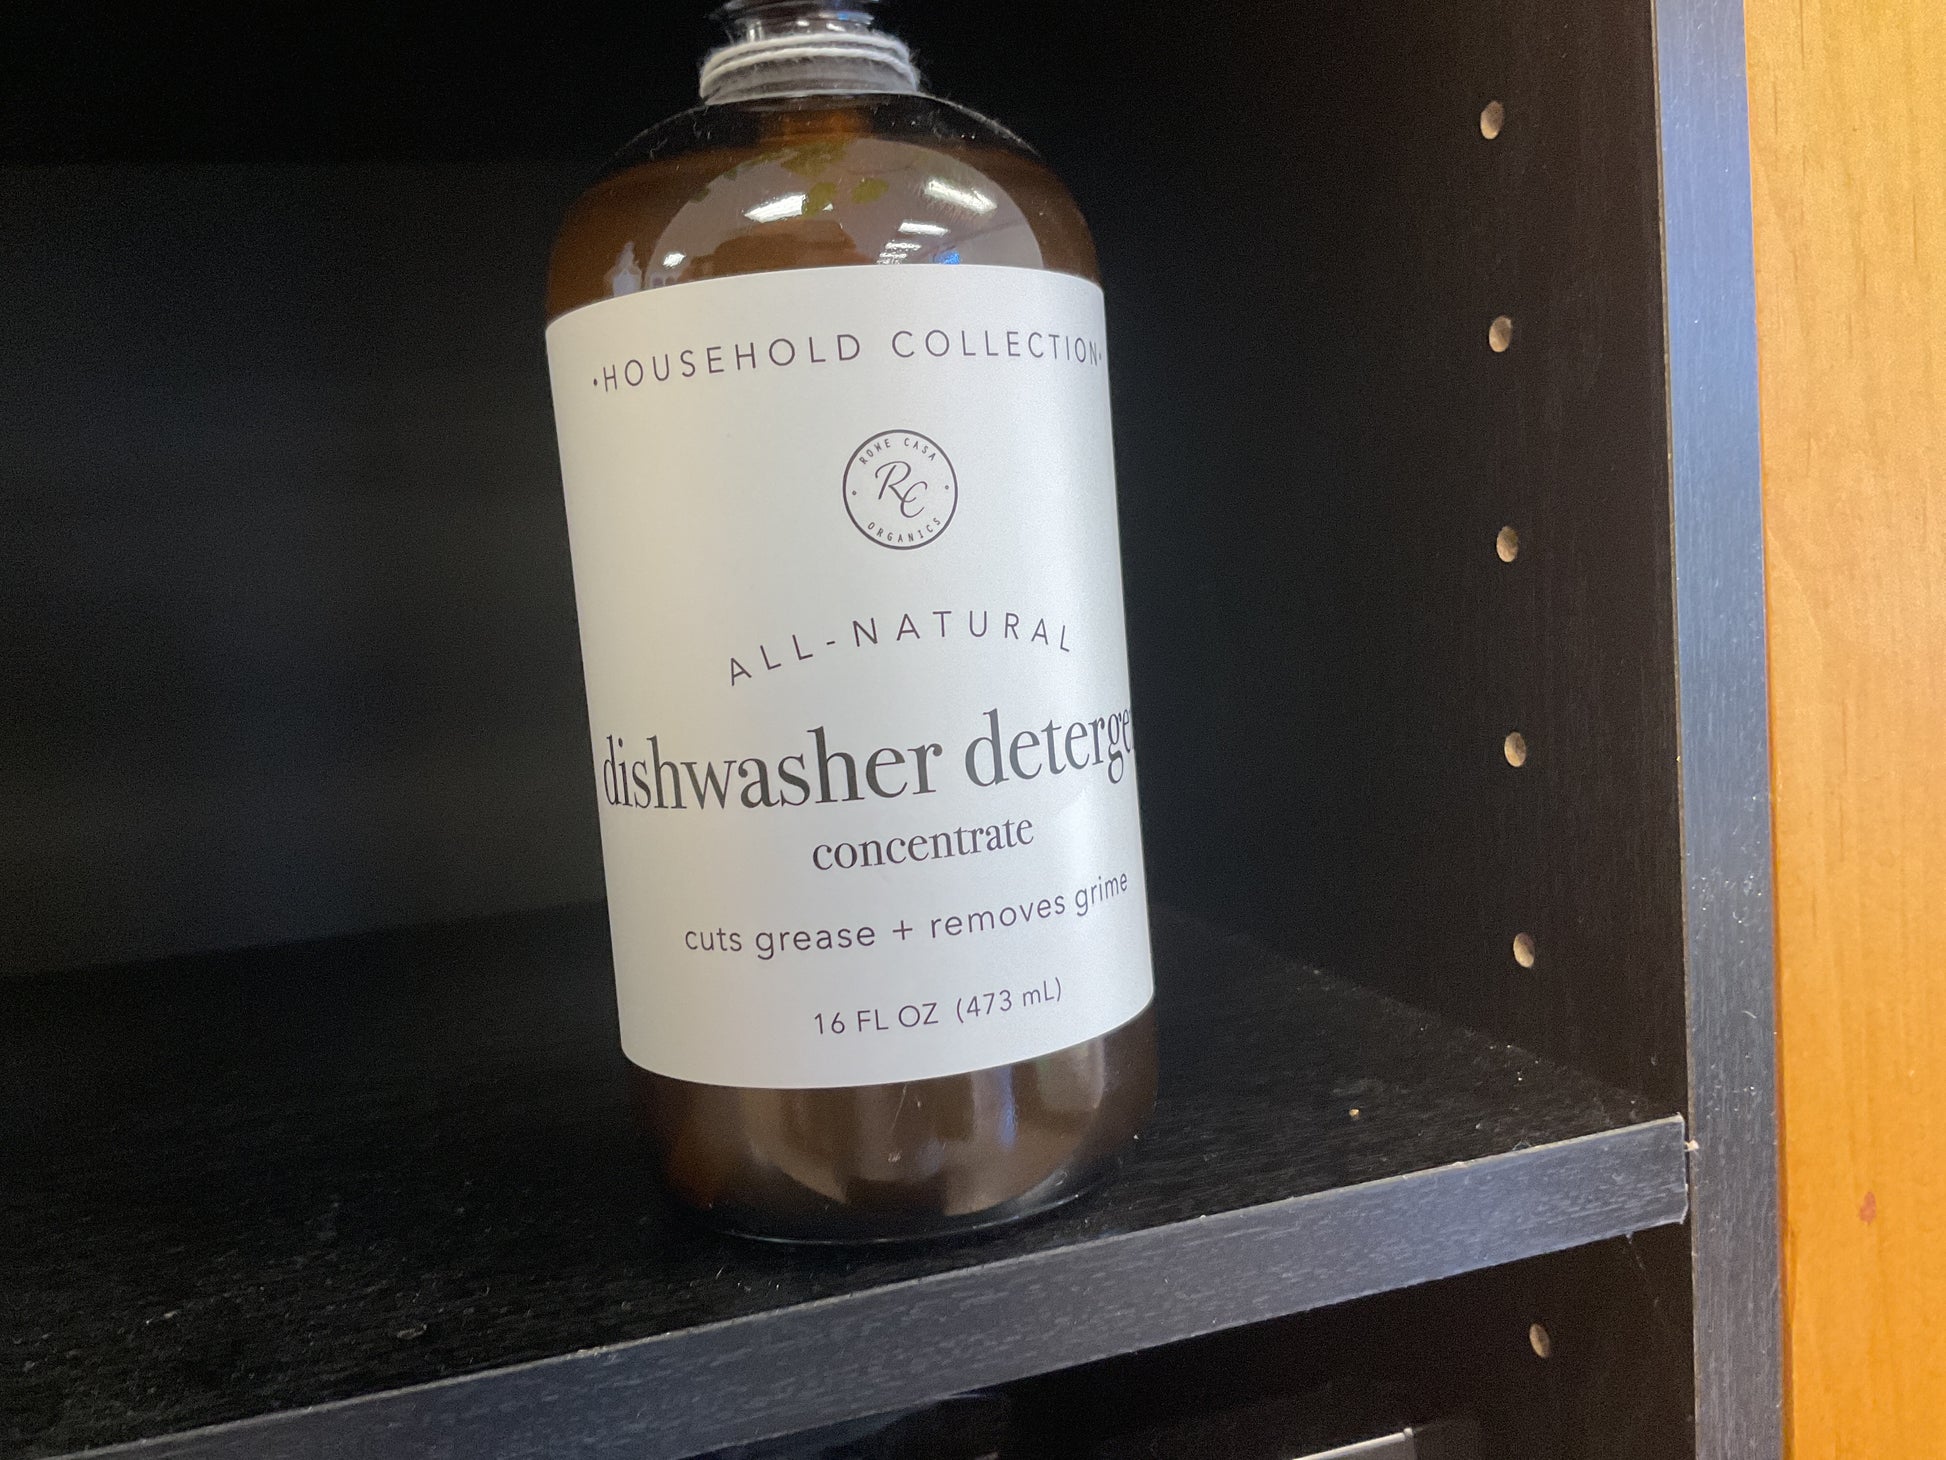 ·HOUSEHOLD COLLECTION·
ROWE CASA
RC
ORGANICS
ALL-NATURAL
dishwasher deterge
concentrate
cuts grease + removes grime
16 FL OZ (473 mL)